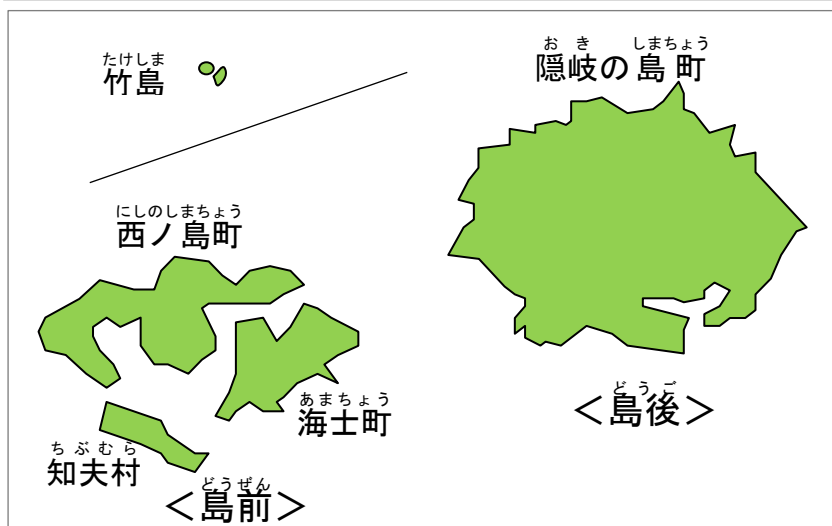 たけしま
竹島
おき しまちょう
隠岐の島町
にしのしまちょう
西ノ島町
あまちょう
海士町
どうご
＜島後＞
ちぶむら
知夫村
どうぜん
＜島前＞